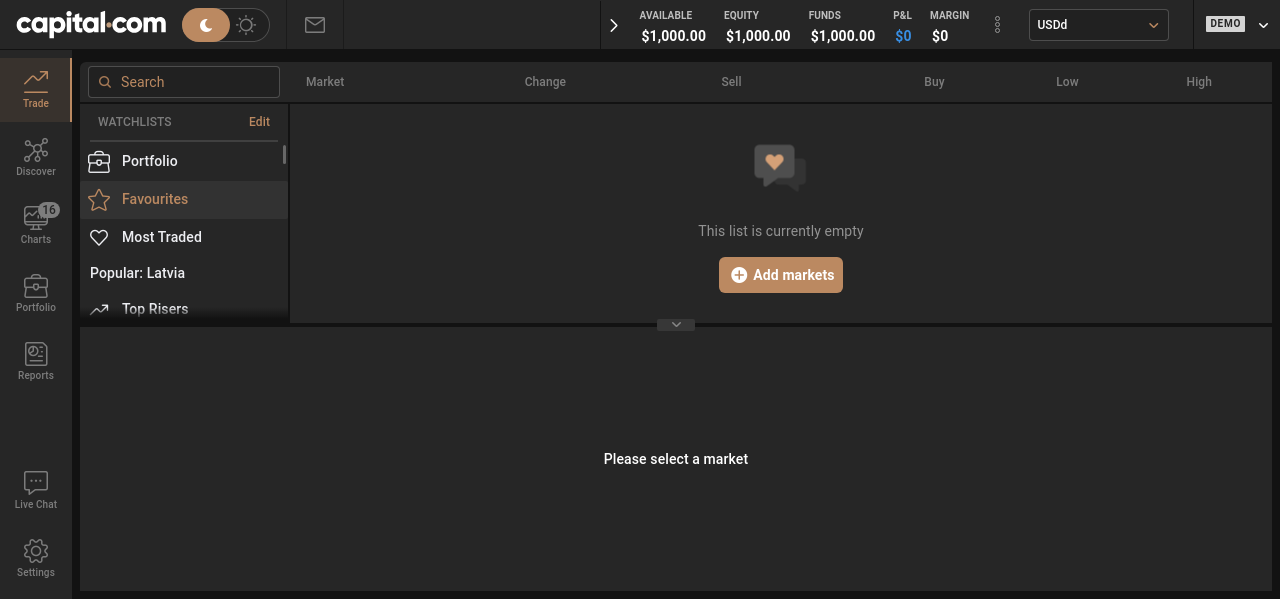 capital.com
AVAILABLE EQUITY FUNDS P&L MARGIN
$1,000.00 $1,000.00 $1,000.00 $0 $0
USDd
DEMO
Trade
Discover
16
Charts
Portfolio
Reports
Live Chat
Settings
Search
Market Change Sell Buy Low High
WATCHLISTS Edit
Portfolio
Favourites
Most Traded
Popular: Latvia
Top Risers
This list is currently empty
Add markets
Please select a market